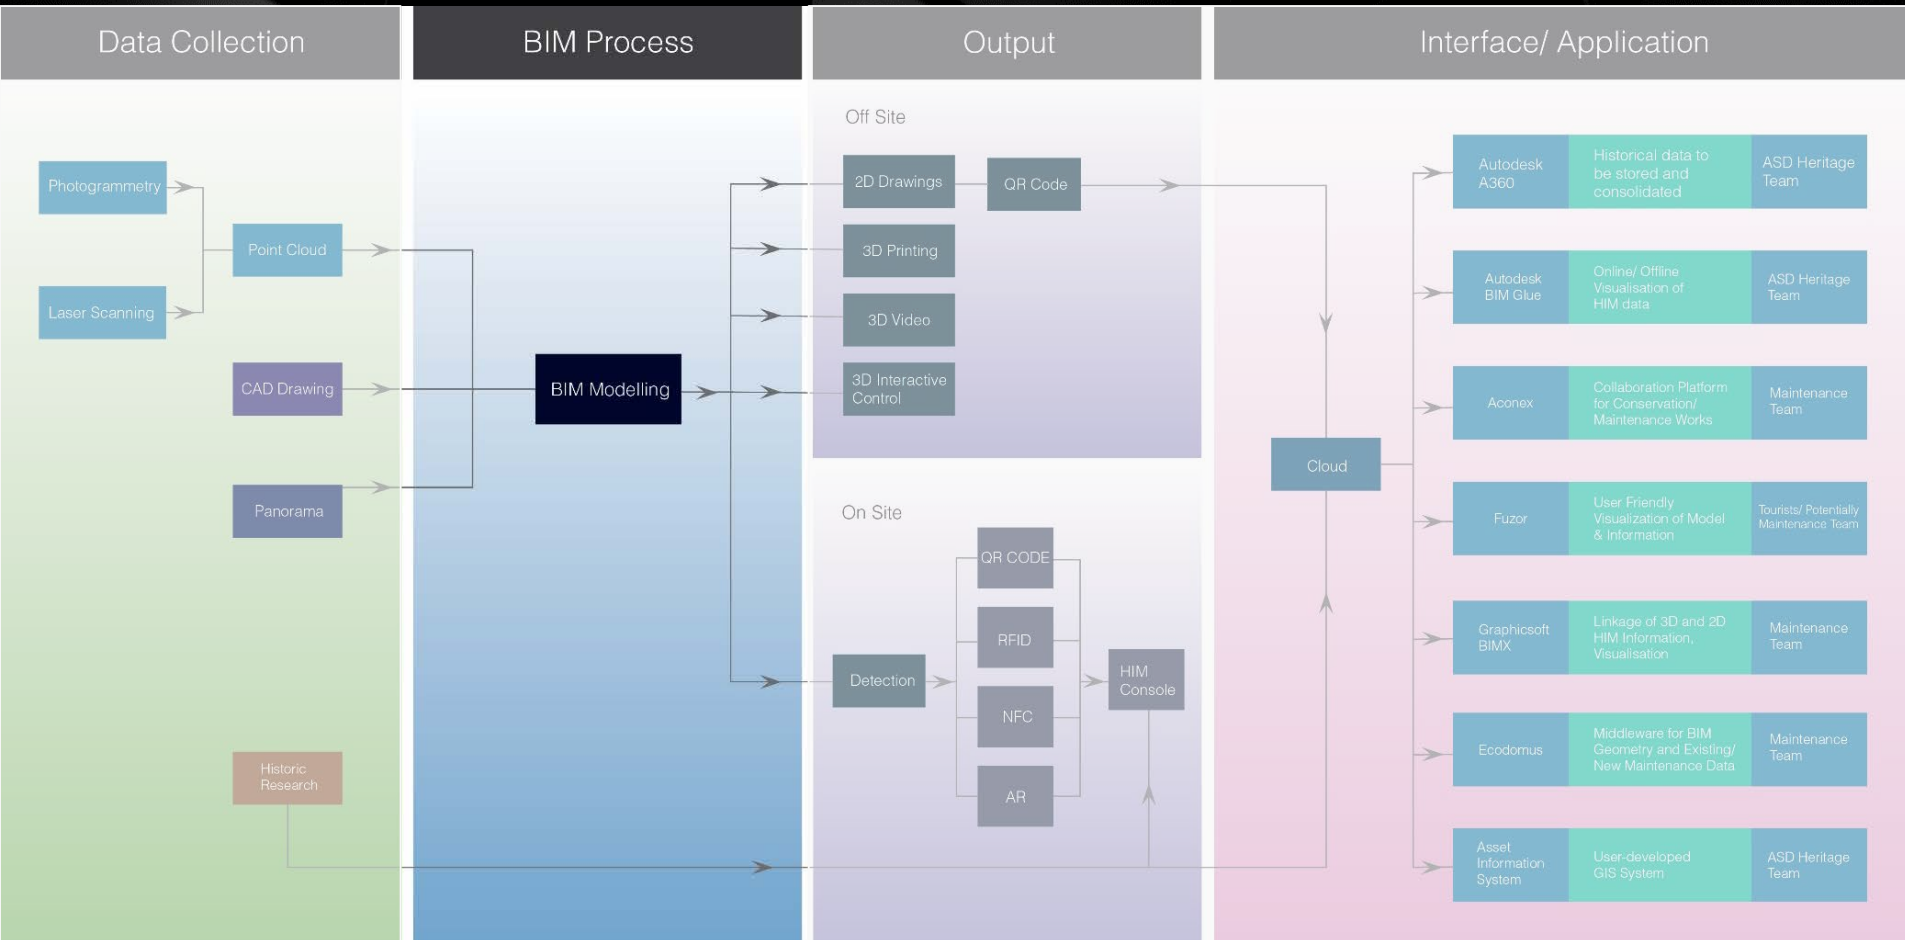 Data Collection
BIM Process
Output
Interface/ Application
Photogrammetry
Laser Scanning
Point Cloud
CAD Drawing
Panorama
Historic
Research
BIM Modelling
Off Site
2D Drawings
QR Code
3D Printing
3D Video
3D Interactive
Control
On Site
Detection
QR CODE
RFID
NFC
AR
HIM
Console
Cloud
Autodesk
A360
Historical data to
be stored and
consolidated
ASD Heritage
Team
Autodesk
BIM Glue
Online/ Offline
Visualisation of
HIM data
ASD Heritage
Team
Aconex
Collaboration Platform
for Conservation/
Maintenance Works
Maintenance
Team
Fuzor
User Friendly
Visualization of Model
& Information
Tourists/ Potentially
Maintenance Team
Graphicsoft
BIMX
Linkage of 3D and 2D
HIM Information,
Visualisation
Maintenance
Team
Ecodomus
Middleware for BIM
Geometry and Existing/
New Maintenance Data
Maintenance
Team
Asset
Information
System
User-developed
GIS System
ASD Heritage
Team